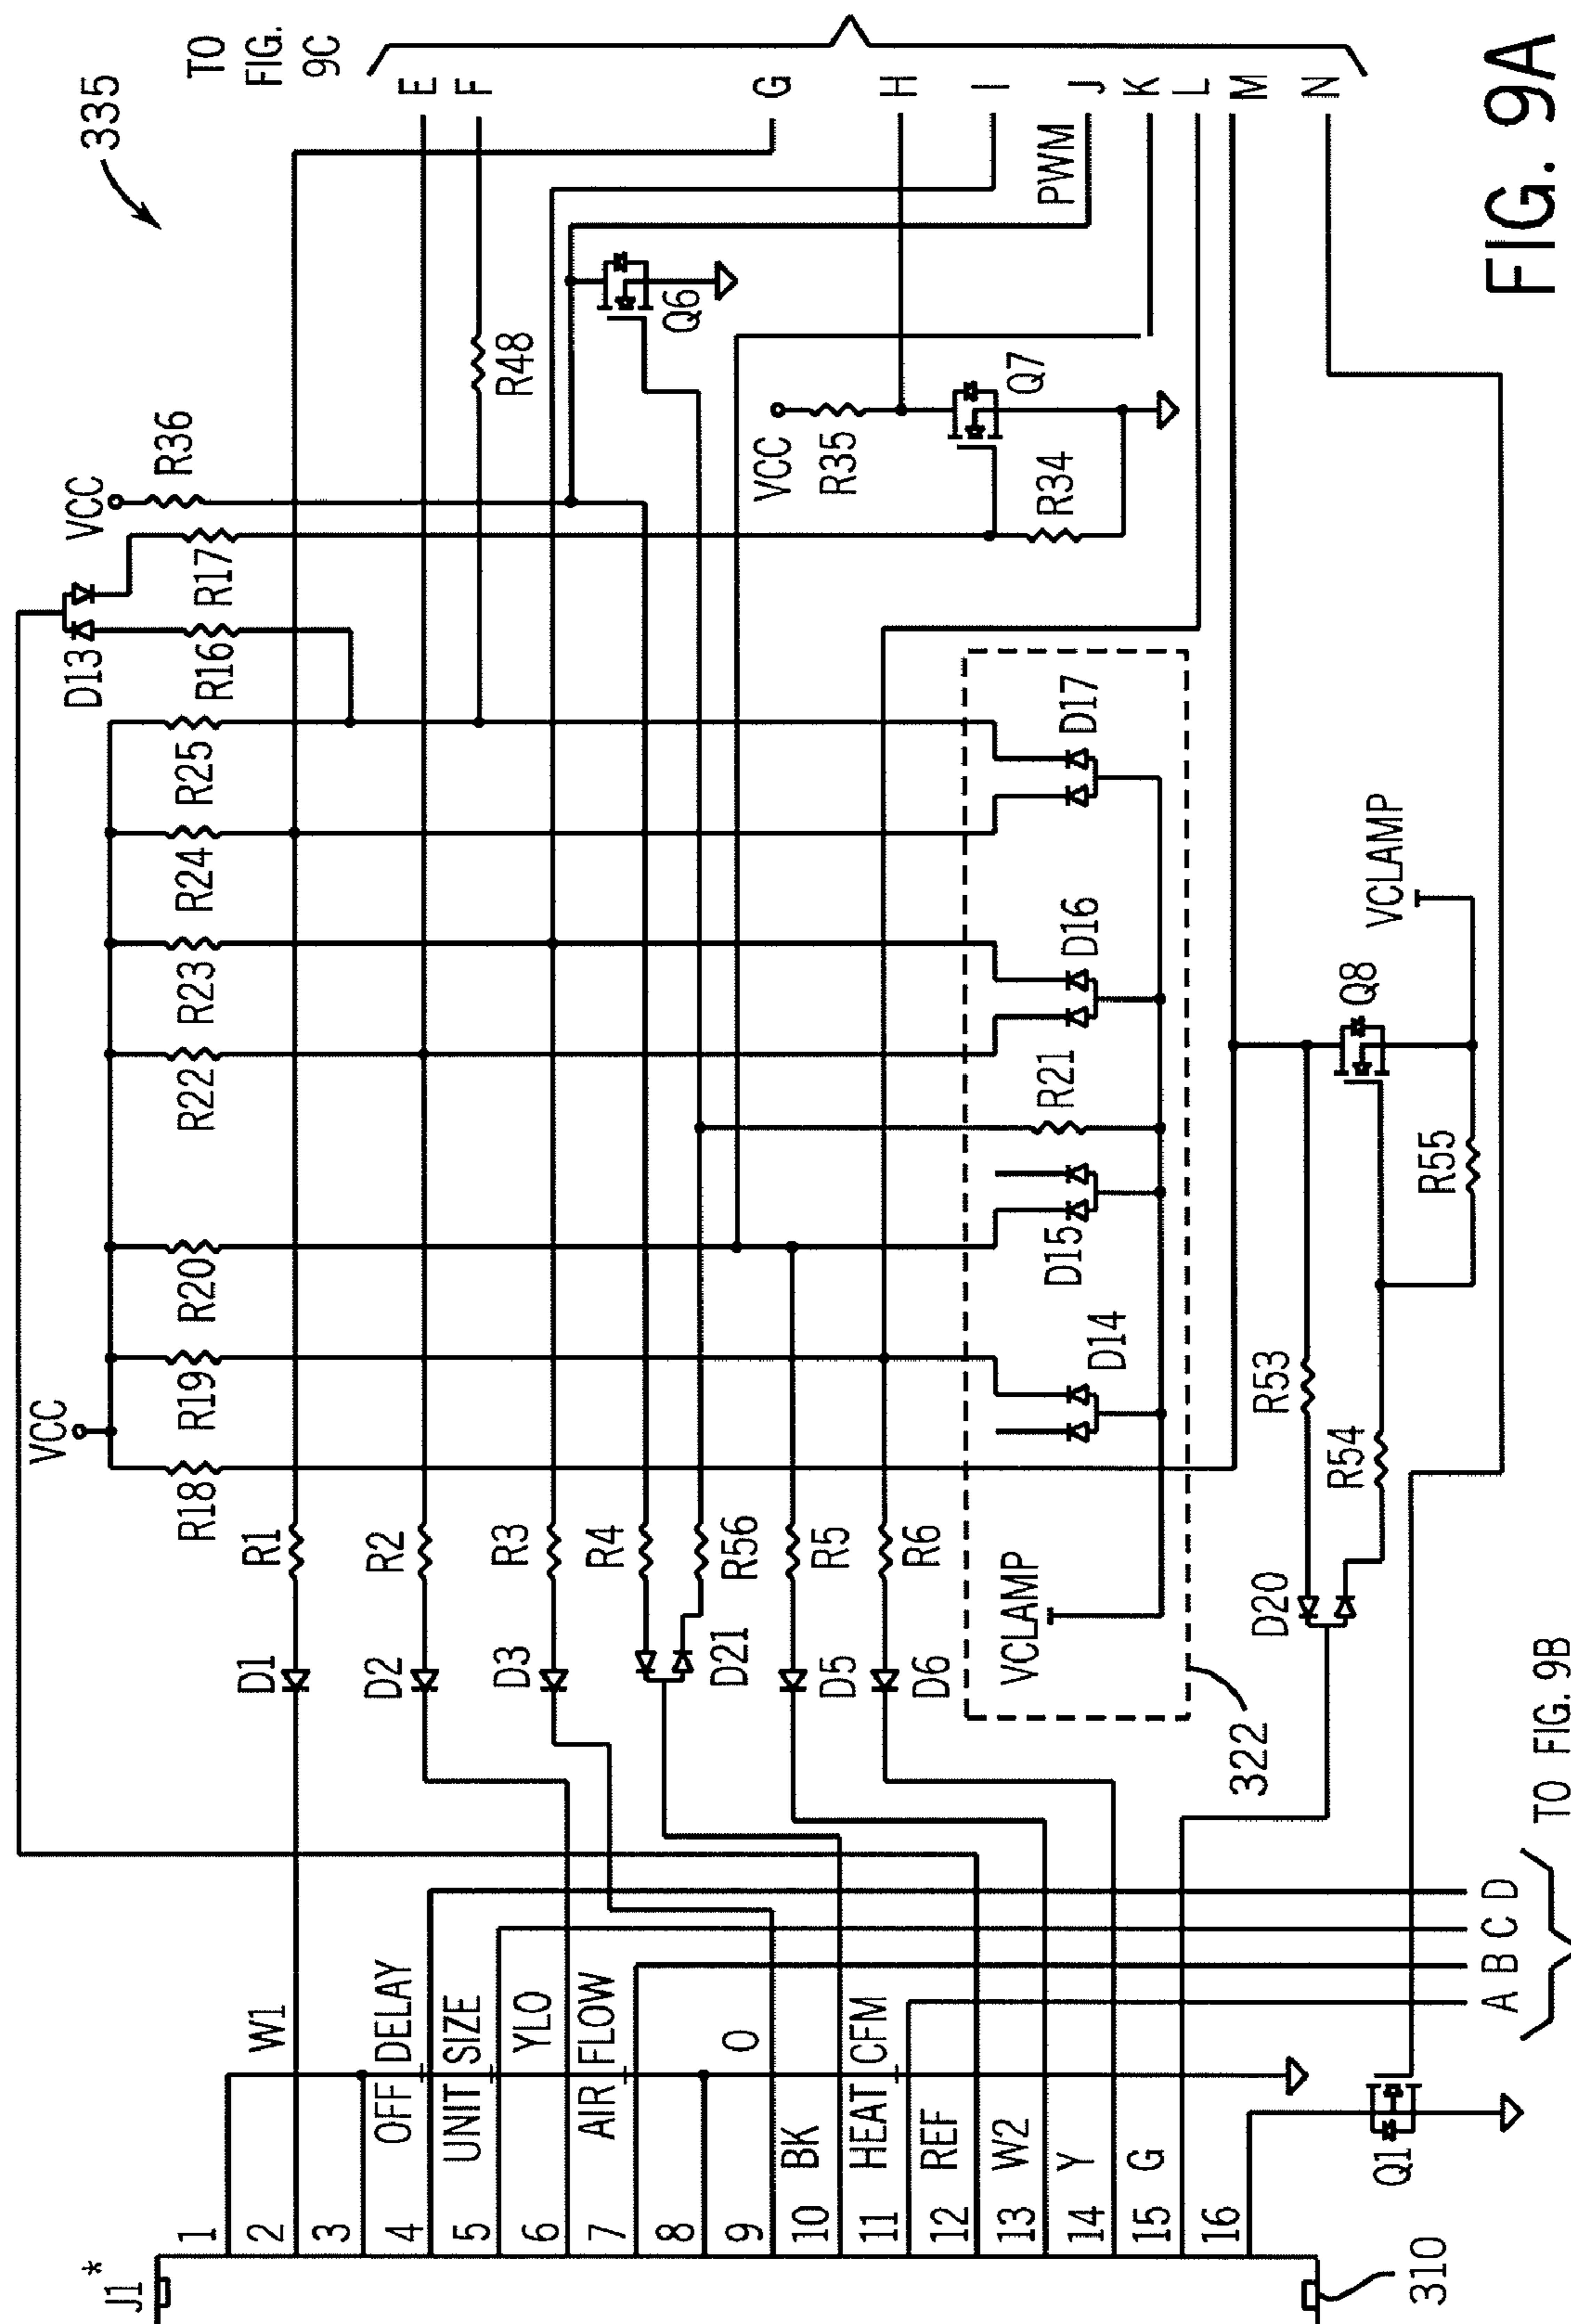 335
TO
FIG.
9C
E
F
G
H
I
J
K
L
M
N
PWM
VCC
R36
R48
Q6
D13
R17
R16
VCC
R35
Q7
R34
R25
R24
R23
R22
R20
R19
R18
VCC
D17
D16
R21
D15
D14
VCLAMP
322
R1
R2
R3
R4
R56
R5
R6
D1
D2
D3
D21
D5
D6
D20
R53
R54
R55
Q8
VCLAMP
J1*
1
2 W1
3
4 OFF DELAY
5 UNIT SIZE
6 YLO
7 AIR FLOW
8
9 O
10 BK
11 HEAT CFM
12 REF
13 W2
14 Y
15 G
16
310
Q1
A B C D
TO FIG. 9B
FIG. 9A